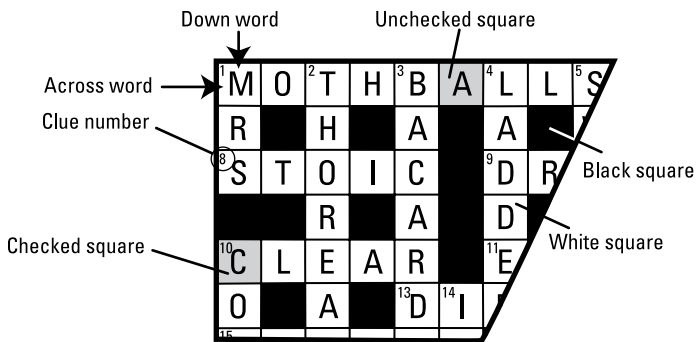 Down word
Unchecked square
Across word
1 M O 2 T H 3 B A 4 L L 5 S
Clue number
R H A A
Black square
8 S T O I C 9 D R
R A D
White square
Checked square
10 C L E A R 11 E
O A 13 D 14 I
15